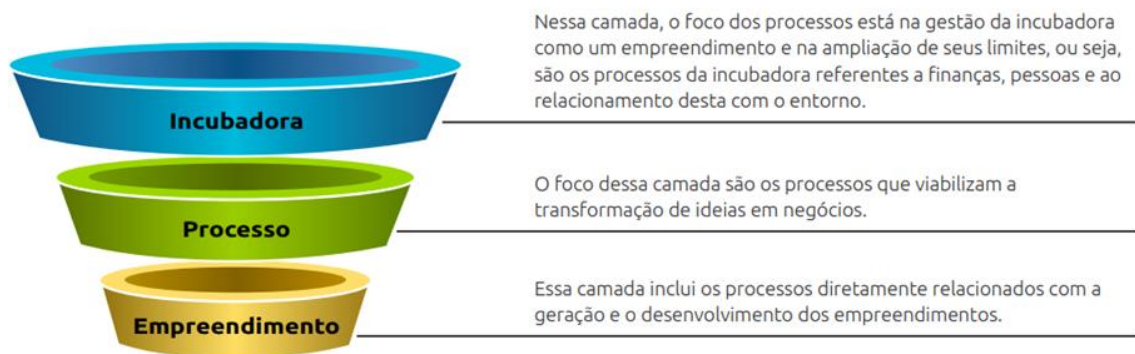 Nessa camada, o foco dos processos está na gestão da incubadora
como um empreendimento e na ampliação de seus limites, ou seja,
são os processos da incubadora referentes a finanças, pessoas e ao
relacionamento desta com o entorno.
Incubadora
O foco dessa camada são os processos que viabilizam a
transformação de ideias em negócios.
Processo
Essa camada inclui os processos diretamente relacionados com a
geração e o desenvolvimento dos empreendimentos.
Empreendimento